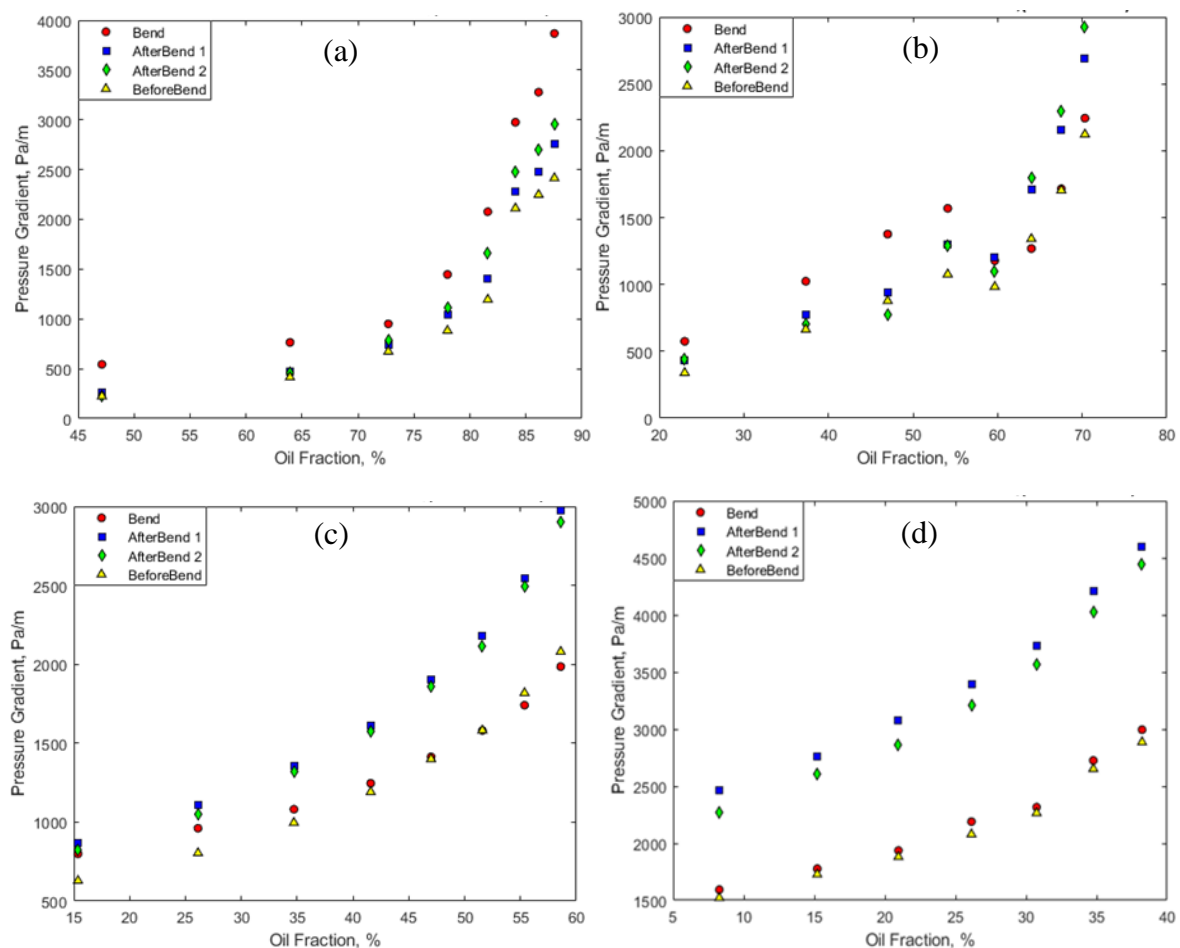 (a)
Bend
AfterBend 1
AfterBend 2
BeforeBend
Pressure Gradient, Pa/m
4000
3500
3000
2500
2000
1500
1000
500
0
45 50 55 60 65 70 75 80 85 90
Oil Fraction, %
(b)
Bend
AfterBend 1
AfterBend 2
BeforeBend
Pressure Gradient, Pa/m
3000
2500
2000
1500
1000
500
0
20 30 40 50 60 70 80
Oil Fraction, %
(c)
Bend
AfterBend 1
AfterBend 2
BeforeBend
Pressure Gradient, Pa/m
3000
2500
2000
1500
1000
500
15 20 25 30 35 40 45 50 55 60
Oil Fraction, %
(d)
Bend
AfterBend 1
AfterBend 2
BeforeBend
Pressure Gradient, Pa/m
5000
4500
4000
3500
3000
2500
2000
1500
5 10 15 20 25 30 35 40
Oil Fraction, %